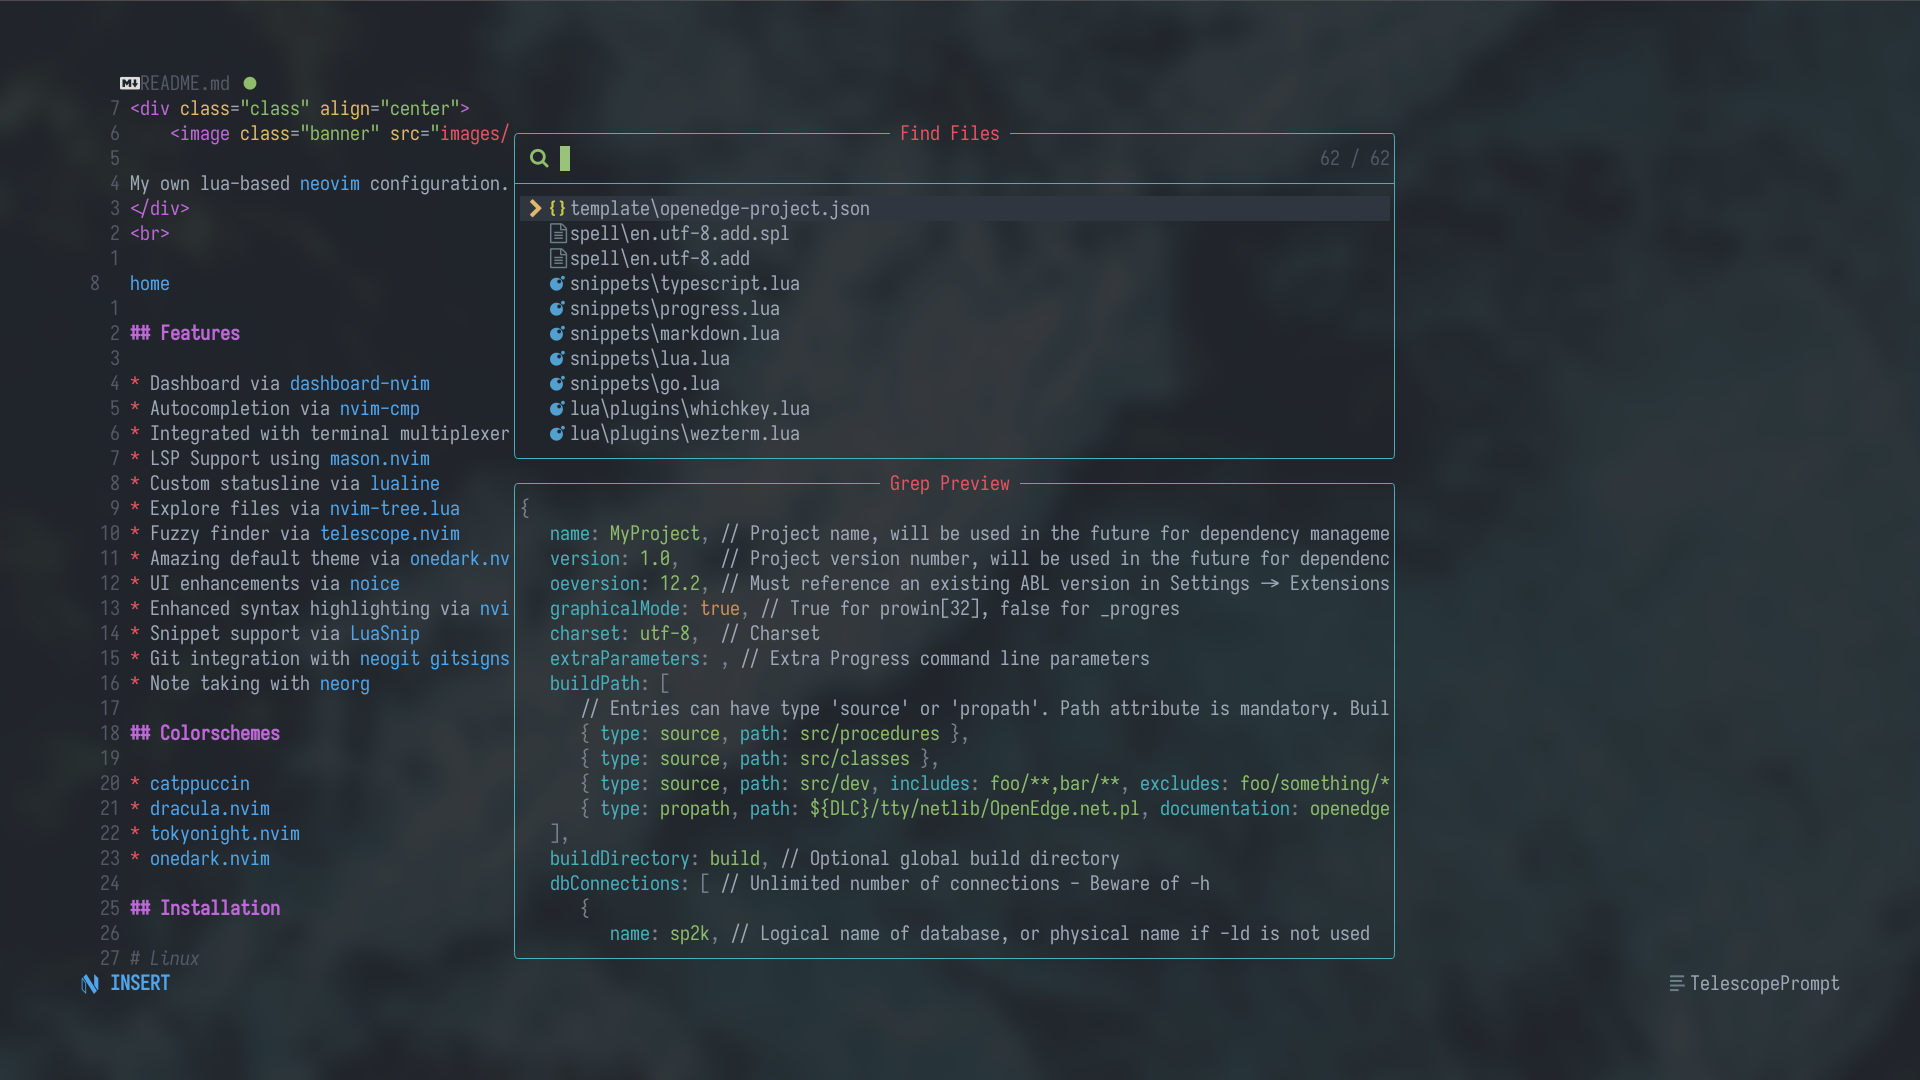 README.md
7 <div class="class" align="center">
6 <image class="banner" src="images/
5
4 My own lua-based neovim configuration.
3 </div>
2 <br>
1
8 home
1
2 ## Features
3
4 * Dashboard via dashboard-nvim
5 * Autocompletion via nvim-cmp
6 * Integrated with terminal multiplexer
7 * LSP Support using mason.nvim
8 * Custom statusline via lualine
9 * Explore files via nvim-tree.lua
10 * Fuzzy finder via telescope.nvim
11 * Amazing default theme via onedark.nv
12 * UI enhancements via noice
13 * Enhanced syntax highlighting via nvi
14 * Snippet support via LuaSnip
15 * Git integration with neogit gitsigns
16 * Note taking with neorg
17
18 ## Colorschemes
19
20 * catppuccin
21 * dracula.nvim
22 * tokyonight.nvim
23 * onedark.nvim
24
25 ## Installation
26
27 # Linux
Find Files
62 / 62
{} template\openedge-project.json
spell\en.utf-8.add.spl
spell\en.utf-8.add
snippets\typescript.lua
snippets\progress.lua
snippets\markdown.lua
snippets\lua.lua
snippets\go.lua
lua\plugins\whichkey.lua
lua\plugins\wezterm.lua
Grep Preview
{
name: MyProject, // Project name, will be used in the future for dependency manageme
version: 1.0, // Project version number, will be used in the future for dependenc
oeversion: 12.2, // Must reference an existing ABL version in Settings -> Extensions
graphicalMode: true, // True for prowin[32], false for _progres
charset: utf-8, // Charset
extraParameters: , // Extra Progress command line parameters
buildPath: [
// Entries can have type 'source' or 'propath'. Path attribute is mandatory. Buil
{ type: source, path: src/procedures },
{ type: source, path: src/classes },
{ type: source, path: src/dev, includes: foo/**,bar/**, excludes: foo/something/*
{ type: propath, path: ${DLC}/tty/netlib/OpenEdge.net.pl, documentation: openedge
],
buildDirectory: build, // Optional global build directory
dbConnections: [ // Unlimited number of connections - Beware of -h
{
name: sp2k, // Logical name of database, or physical name if -ld is not used
INSERT
TelescopePrompt